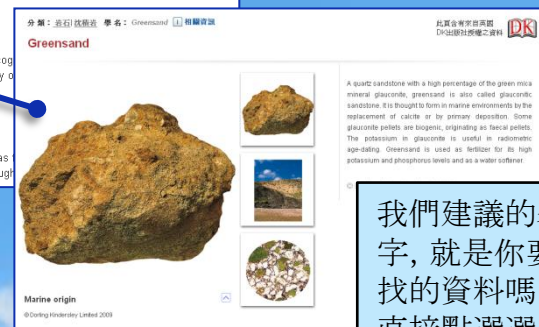 分類：岩石|沈積岩 學名：Greensand i 相關資訊
此頁含有來自英國
DK出版社授權之資料 DK
Greensand
A quartz sandstone with a high percentage of the green mica
mineral glauconite, greensand is also called glauconitic
sandstone. It is thought to form in marine environments by the
replacement of calcite or by primary deposition. Some
glauconite pellets are biogenic, originating as faecal pellets.
The potassium in glauconite is useful in radiometric
age-dating. Greensand is used as fertilizer for its high
potassium and phosphorus levels and as a water softener.
©
Marine origin
© Dorling Kindersley Limited 2009
我們建議的
字, 就是你要
找的資料嗎
直接點選選